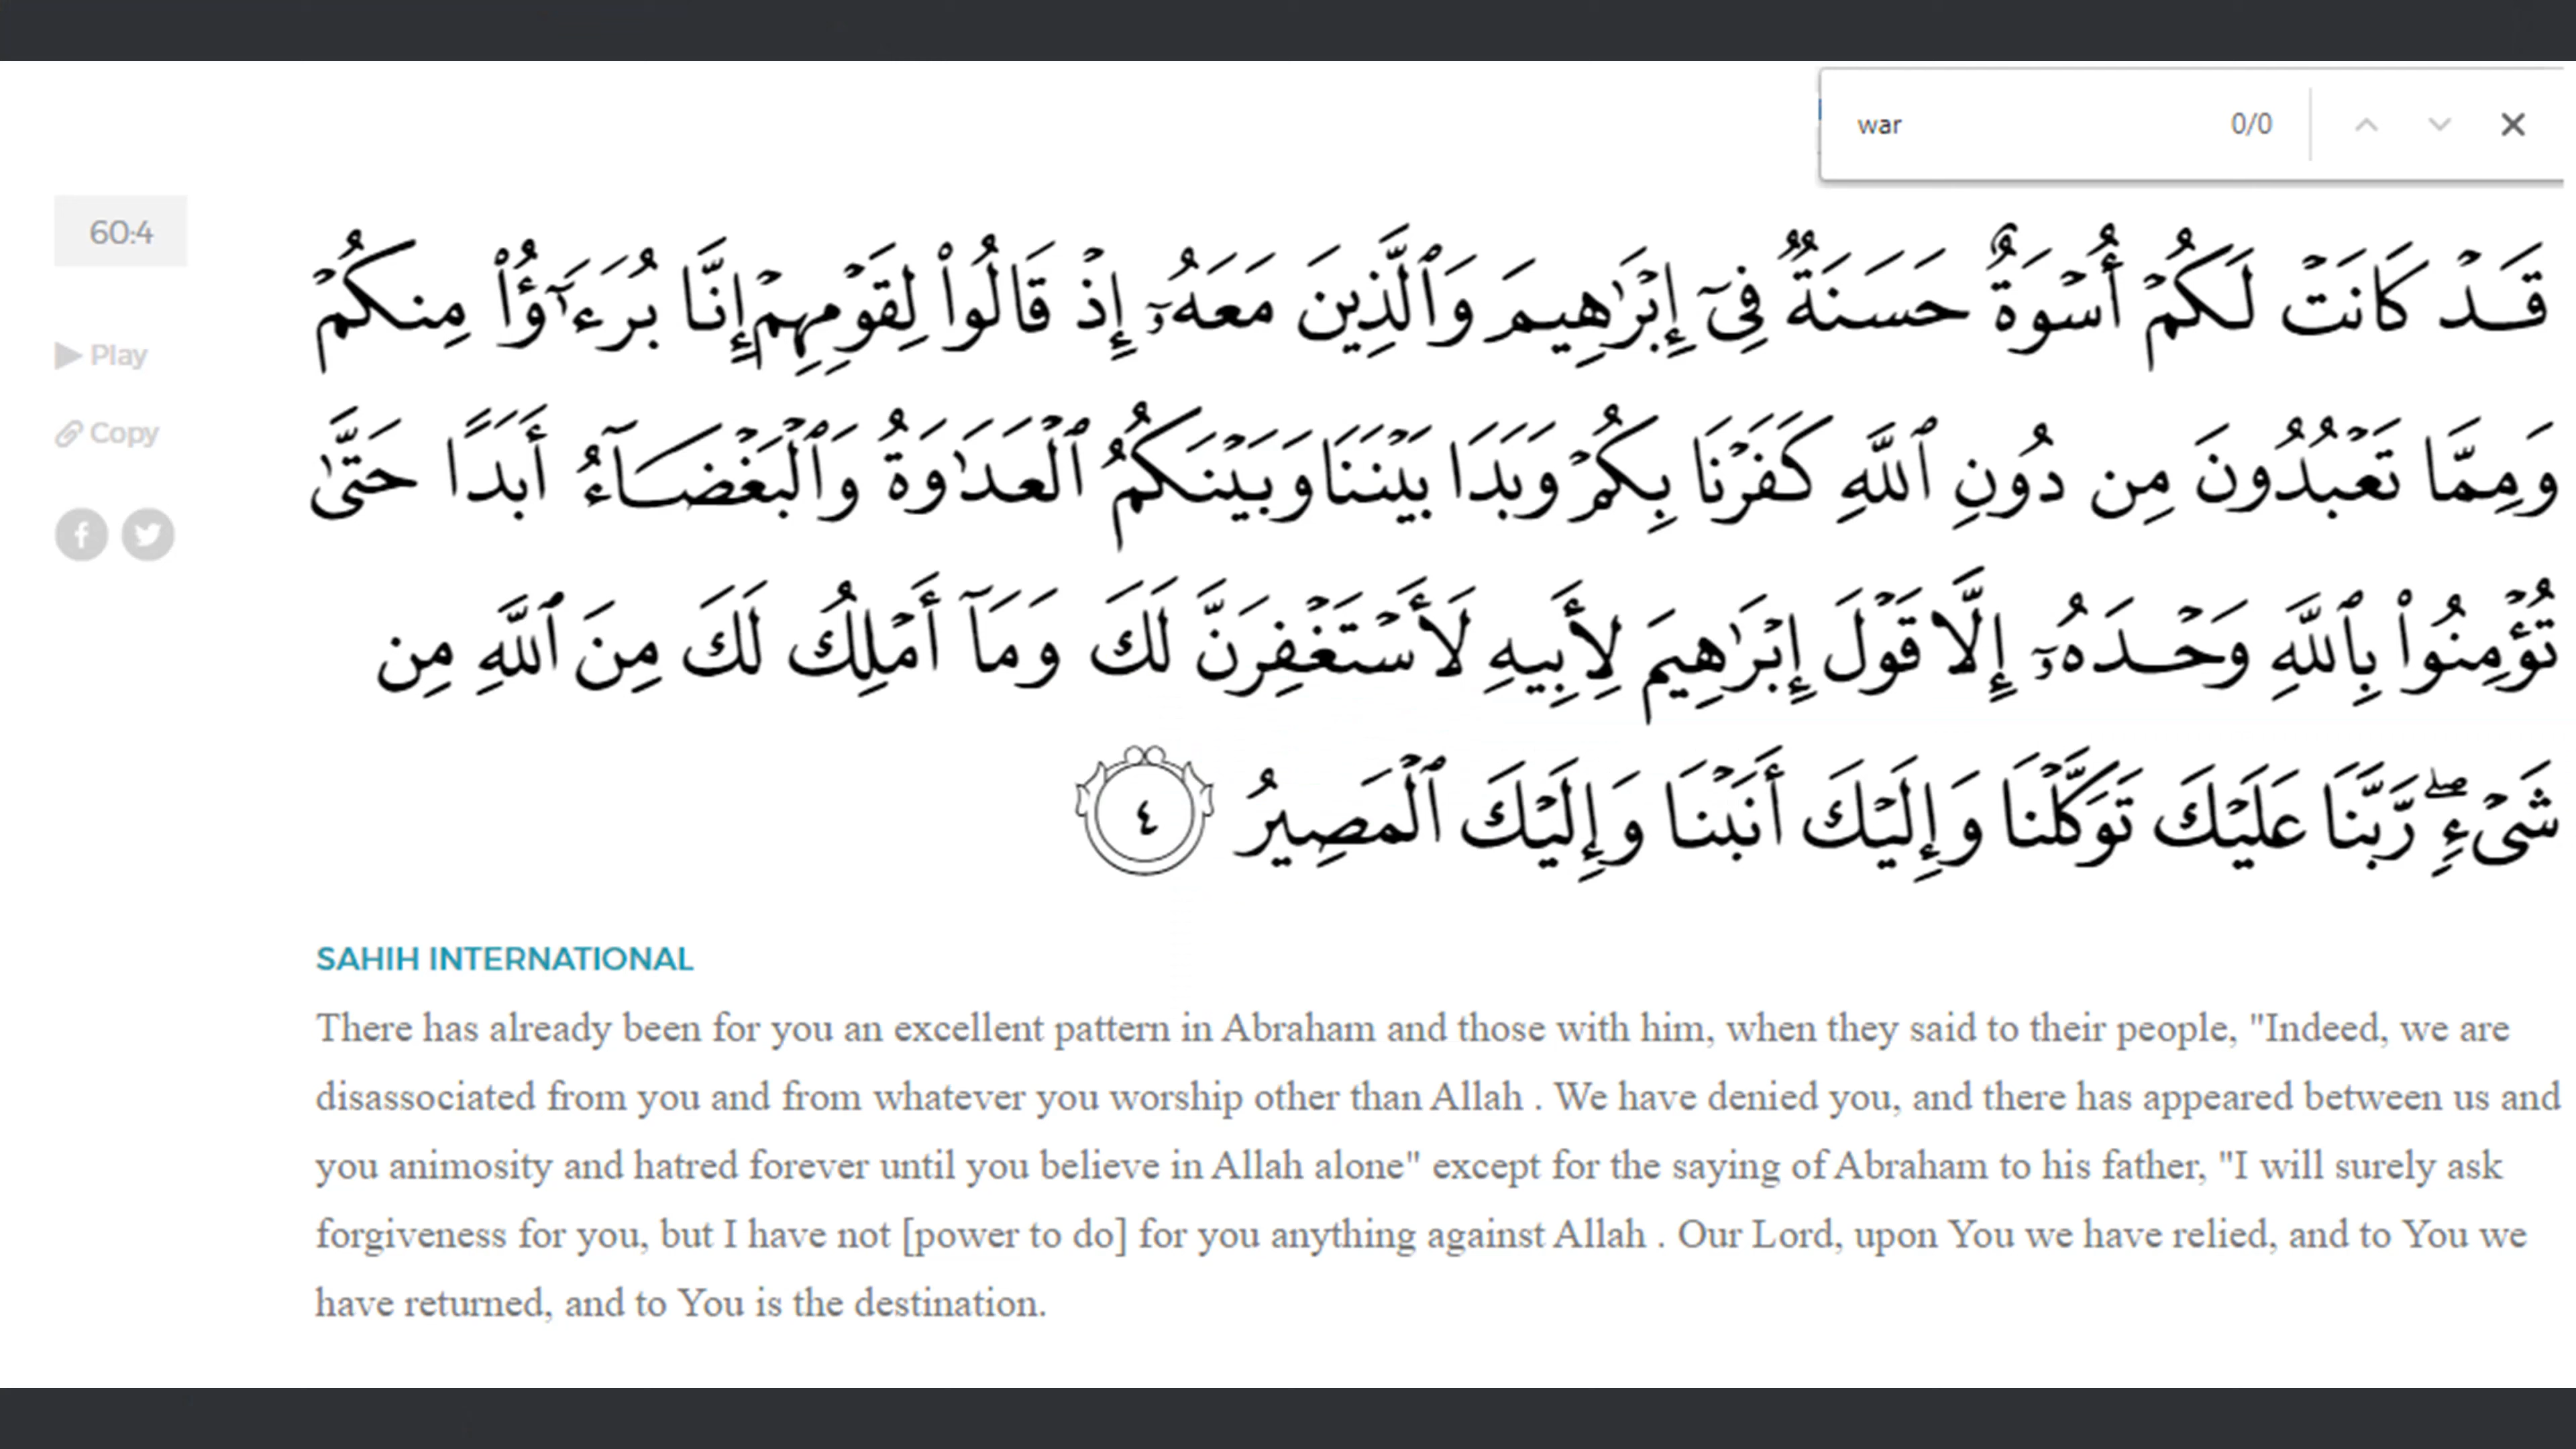 war 0/0
60:4
Play
Copy
قَدْ كَانَتْ لَكُمْ أُسْوَةٌ حَسَنَةٌ فِىٓ إِبْرَٰهِيمَ وَٱلَّذِينَ مَعَهُۥٓ إِذْ قَالُوا۟ لِقَوْمِهِمْ إِنَّا بُرَءَٰٓؤُا۟ مِنكُمْ
وَمِمَّا تَعْبُدُونَ مِن دُونِ ٱللَّهِ كَفَرْنَا بِكُمْ وَبَدَا بَيْنَنَا وَبَيْنَكُمُ ٱلْعَدَٰوَةُ وَٱلْبَغْضَآءُ أَبَدًا حَتَّىٰ
تُؤْمِنُوا۟ بِٱللَّهِ وَحْدَهُۥٓ إِلَّا قَوْلَ إِبْرَٰهِيمَ لِأَبِيهِ لَأَسْتَغْفِرَنَّ لَكَ وَمَآ أَمْلِكُ لَكَ مِنَ ٱللَّهِ مِن
شَىْءٍ ۖ رَّبَّنَا عَلَيْكَ تَوَكَّلْنَا وَإِلَيْكَ أَنَبْنَا وَإِلَيْكَ ٱلْمَصِيرُ ٤
SAHIH INTERNATIONAL
There has already been for you an excellent pattern in Abraham and those with him, when they said to their people, "Indeed, we are
disassociated from you and from whatever you worship other than Allah . We have denied you, and there has appeared between us and
you animosity and hatred forever until you believe in Allah alone" except for the saying of Abraham to his father, "I will surely ask
forgiveness for you, but I have not [power to do] for you anything against Allah . Our Lord, upon You we have relied, and to You we
have returned, and to You is the destination.